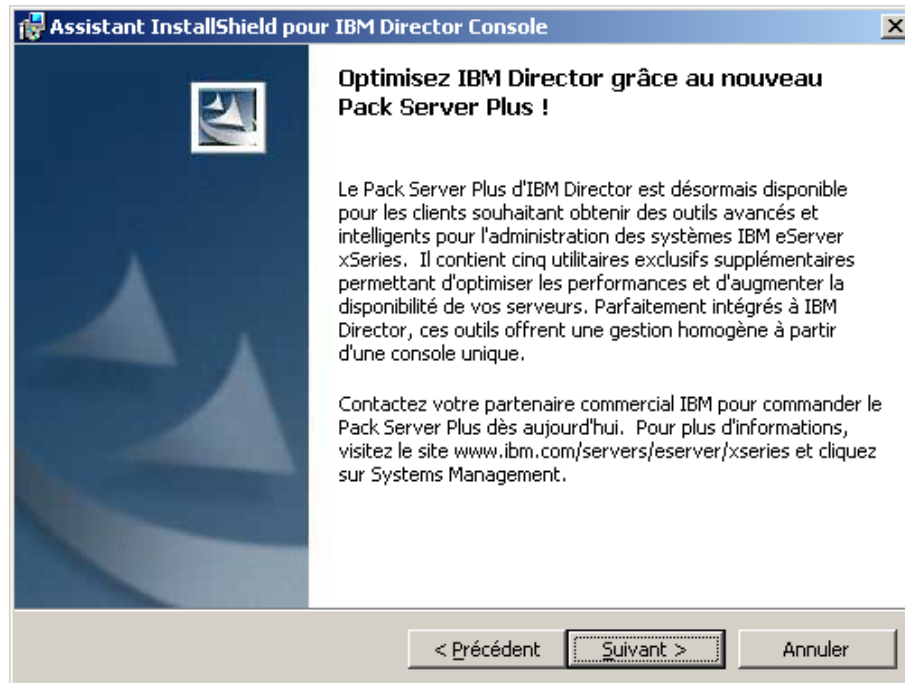 Assistant InstallShield pour IBM Director Console
Optimisez IBM Director grâce au nouveau
Pack Server Plus !
Le Pack Server Plus d'IBM Director est désormais disponible
pour les clients souhaitant obtenir des outils avancés et
intelligents pour l'administration des systèmes IBM eServer
xSeries.  Il contient cinq utilitaires exclusifs supplémentaires
permettant d'optimiser les performances et d'augmenter la
disponibilité de vos serveurs. Parfaitement intégrés à IBM
Director, ces outils offrent une gestion homogène à partir
d'une console unique.
Contactez votre partenaire commercial IBM pour commander le
Pack Server Plus dès aujourd'hui.  Pour plus d'informations,
visitez le site www.ibm.com/servers/eserver/xseries et cliquez
sur Systems Management.
< Précédent Suivant > Annuler